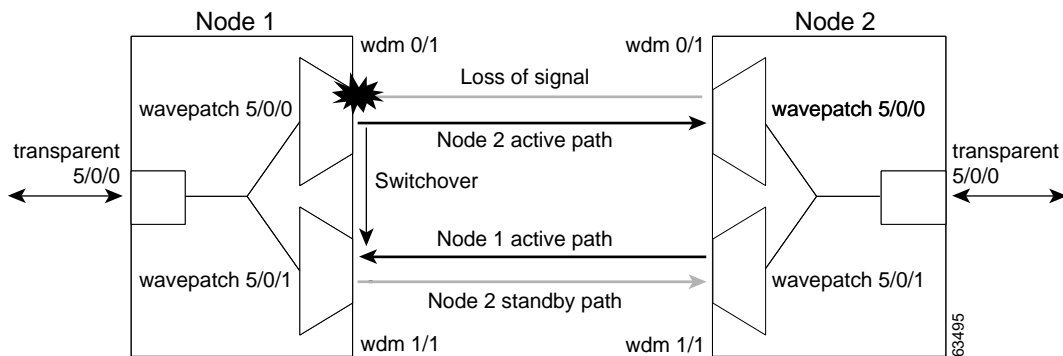 Node 1
Node 2
wdm 0/1
wdm 0/1
Loss of signal
wavepatch 5/0/0
wavepatch 5/0/0
Node 2 active path
transparent
5/0/0
transparent
5/0/0
Switchover
Node 1 active path
wavepatch 5/0/1
wavepatch 5/0/1
Node 2 standby path
wdm 1/1
wdm 1/1
63495